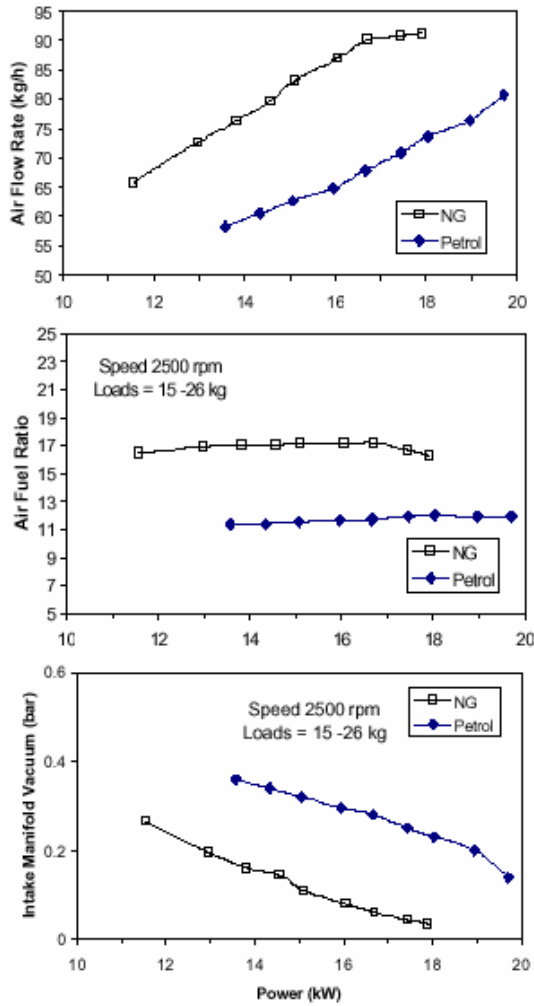 Air Flow Rate (kg/h)
95
90
85
80
75
70
65
60
55
50
NG
Petrol
10 12 14 16 18 20
Air Fuel Ratio
25
23
21
19
17
15
13
11
9
7
5
Speed 2500 rpm
Loads = 15 -26 kg
NG
Petrol
10 12 14 16 18 20
Intake Manifold Vacuum (bar)
0.6
0.4
0.2
0
Speed 2500 rpm
Loads = 15 -26 kg
NG
Petrol
10 12 14 16 18 20
Power (kW)